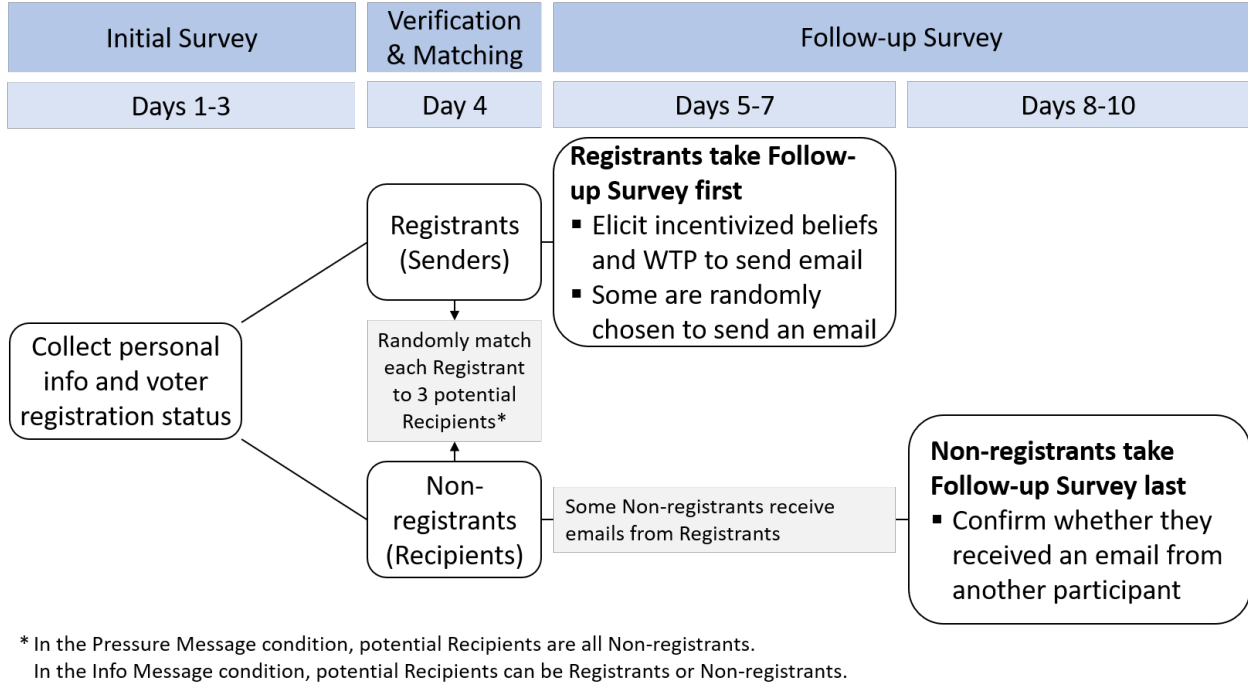 Initial Survey
Verification
& Matching
Follow-up Survey
Days 1-3
Day 4
Days 5-7
Days 8-10
Collect personal
info and voter
registration status
Registrants
(Senders)
Randomly match
each Registrant
to 3 potential
Recipients*
Non-
registrants
(Recipients)
Registrants take Follow-
up Survey first
▪ Elicit incentivized beliefs
and WTP to send email
▪ Some are randomly
chosen to send an email
Some Non-registrants receive
emails from Registrants
Non-registrants take
Follow-up Survey last
▪ Confirm whether they
received an email from
another participant
* In the Pressure Message condition, potential Recipients are all Non-registrants.
In the Info Message condition, potential Recipients can be Registrants or Non-registrants.